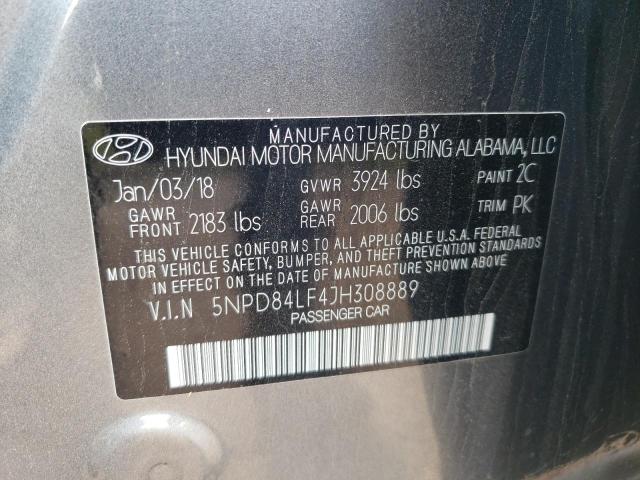 MANUFACTURED BY
HYUNDAI MOTOR MANUFACTURING ALABAMA, LLC
Jan/03/18 GVWR 3924 lbs PAINT 2C
GAWR FRONT 2183 lbs GAWR REAR 2006 lbs TRIM PK
THIS VEHICLE CONFORMS TO ALL APPLICABLE U.S.A. FEDERAL
MOTOR VEHICLE SAFETY, BUMPER, AND THEFT PREVENTION STANDARDS
IN EFFECT ON THE DATE OF MANUFACTURE SHOWN ABOVE
V.I.N 5NPD84LF4JH308889
PASSENGER CAR